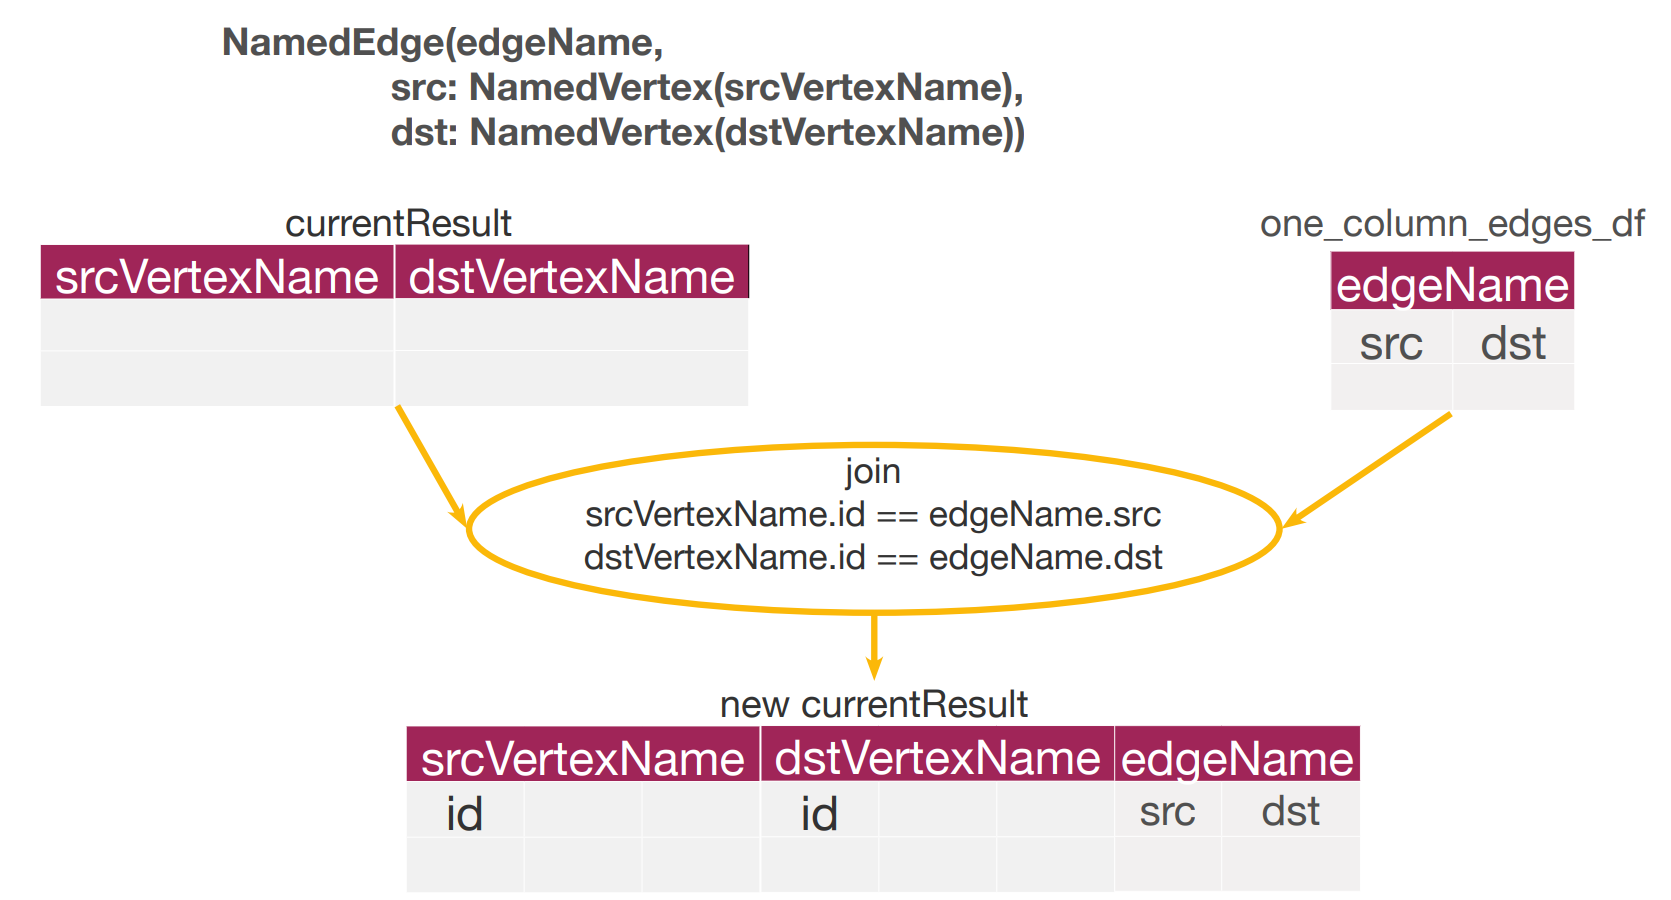 NamedEdge(edgeName,
src: NamedVertex(srcVertexName),
dst: NamedVertex(dstVertexName))
currentResult
srcVertexName dstVertexName
one_column_edges_df
edgeName
src dst
join
srcVertexName.id == edgeName.src
dstVertexName.id == edgeName.dst
new currentResult
srcVertexName dstVertexName edgeName
id id src dst